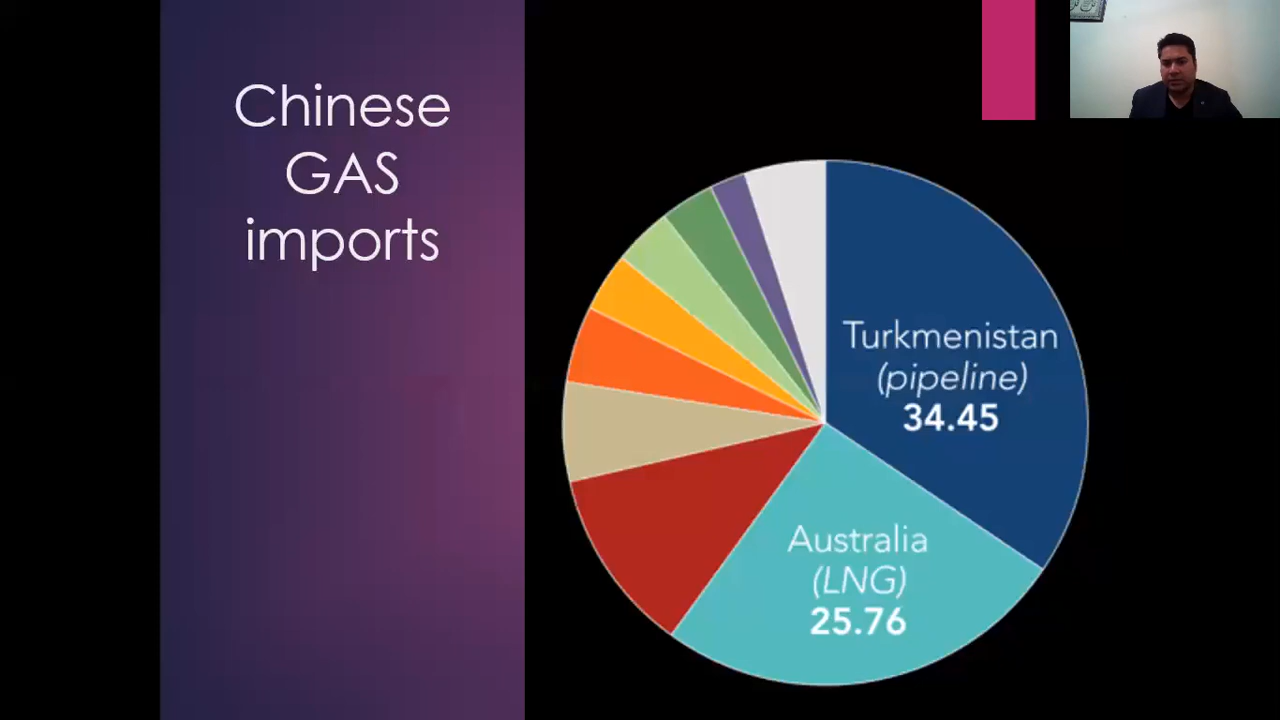 Chinese
GAS
imports
Turkmenistan
(pipeline)
34.45
Australia
(LNG)
25.76